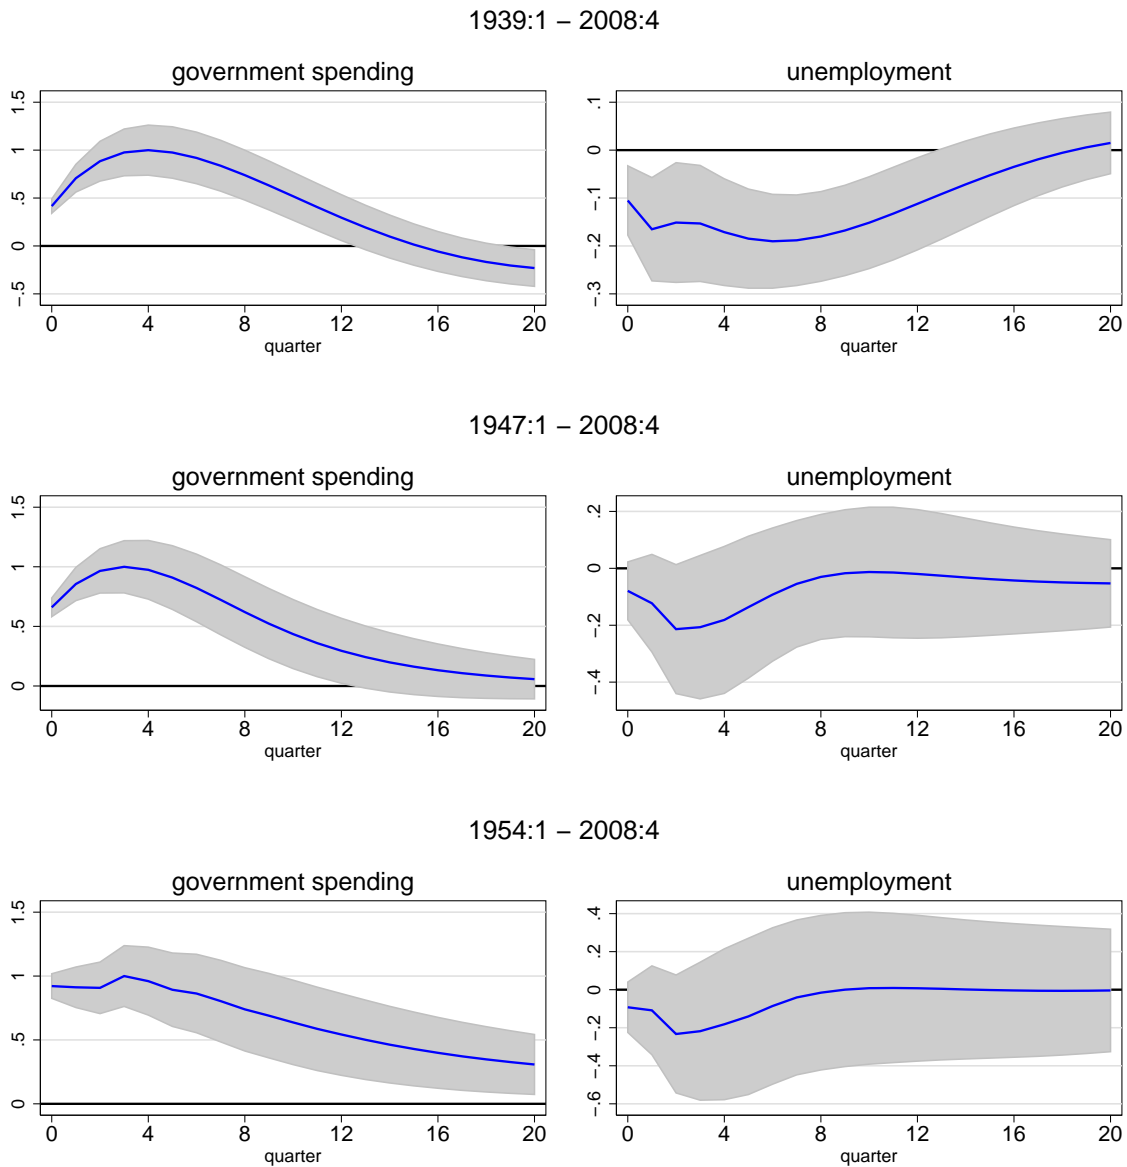 1939:1 − 2008:4
government spending
unemployment
1.5
1
.5
0
−.5
0 4 8 12 16 20
quarter
.1
0
−.1
−.2
−.3
0 4 8 12 16 20
quarter
1947:1 − 2008:4
government spending
unemployment
1.5
1
.5
0
0 4 8 12 16 20
quarter
.2
0
−.2
−.4
0 4 8 12 16 20
quarter
1954:1 − 2008:4
government spending
unemployment
1.5
1
.5
0
0 4 8 12 16 20
quarter
.4
.2
0
−.2
−.4
−.6
0 4 8 12 16 20
quarter